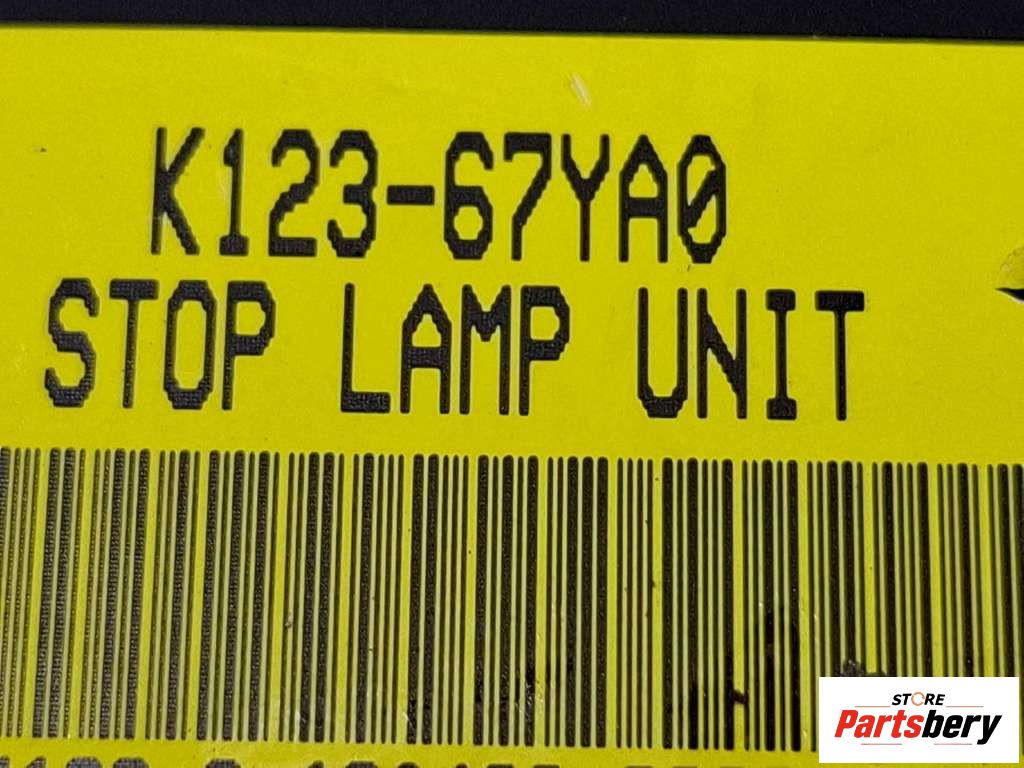 K123-67YA0
STOP LAMP UNIT
STORE
Partsbery